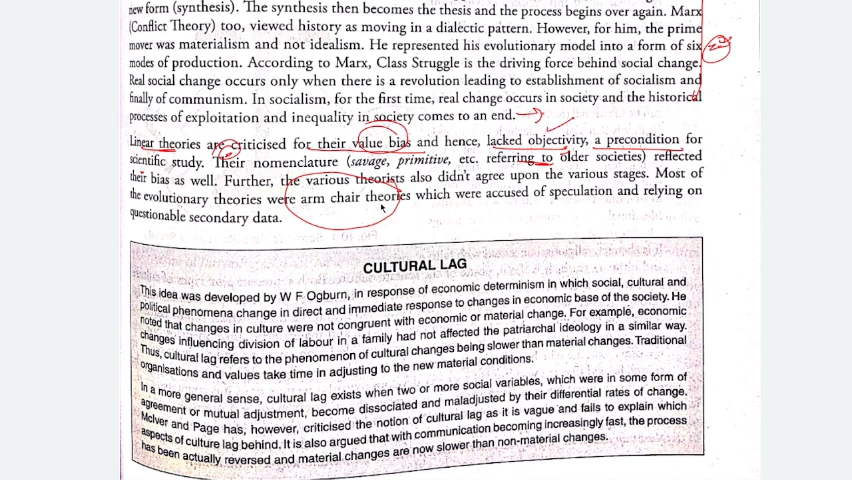 new form (synthesis). The synthesis then becomes the thesis and the process begins over again. Marx
(Conflict Theory) too, viewed history as moving in a dialectic pattern. However, for him, the prime
mover was materialism and not idealism. He represented his evolutionary model into a form of six
modes of production. According to Marx, Class Struggle is the driving force behind social change.
Real social change occurs only when there is a revolution leading to establishment of socialism and
finally of communism. In socialism, for the first time, real change occurs in society and the historical
processes of exploitation and inequality in society comes to an end.
Linear theories are criticised for their value bias and hence, lacked objectivity, a precondition for
scientific study. Their nomenclature (savage, primitive, etc. referring to older societies) reflected
their bias as well. Further, the various theorists also didn't agree upon the various stages. Most of
the evolutionary theories were arm chair theories which were accused of speculation and relying on
questionable secondary data.
CULTURAL LAG
This idea was developed by W F Ogburn, in response of economic determinism in which social, cultural and
political phenomena change in direct and immediate response to changes in economic base of the society. He
noted that changes in culture were not congruent with economic or material change. For example, economic
changes influencing division of labour in a family had not affected the patriarchal ideology in a similar way.
Thus, cultural lag refers to the phenomenon of cultural changes being slower than material changes. Traditional
organisations and values take time in adjusting to the new material conditions.
In a more general sense, cultural lag exists when two or more social variables, which were in some form of
agreement or mutual adjustment, become dissociated and maladjusted by their differential rates of change.
McIver and Page has, however, criticised the notion of cultural lag as it is vague and fails to explain which
aspects of culture lag behind. It is also argued that with communication becoming increasingly fast, the process
has been actually reversed and material changes are now slower than non-material changes.